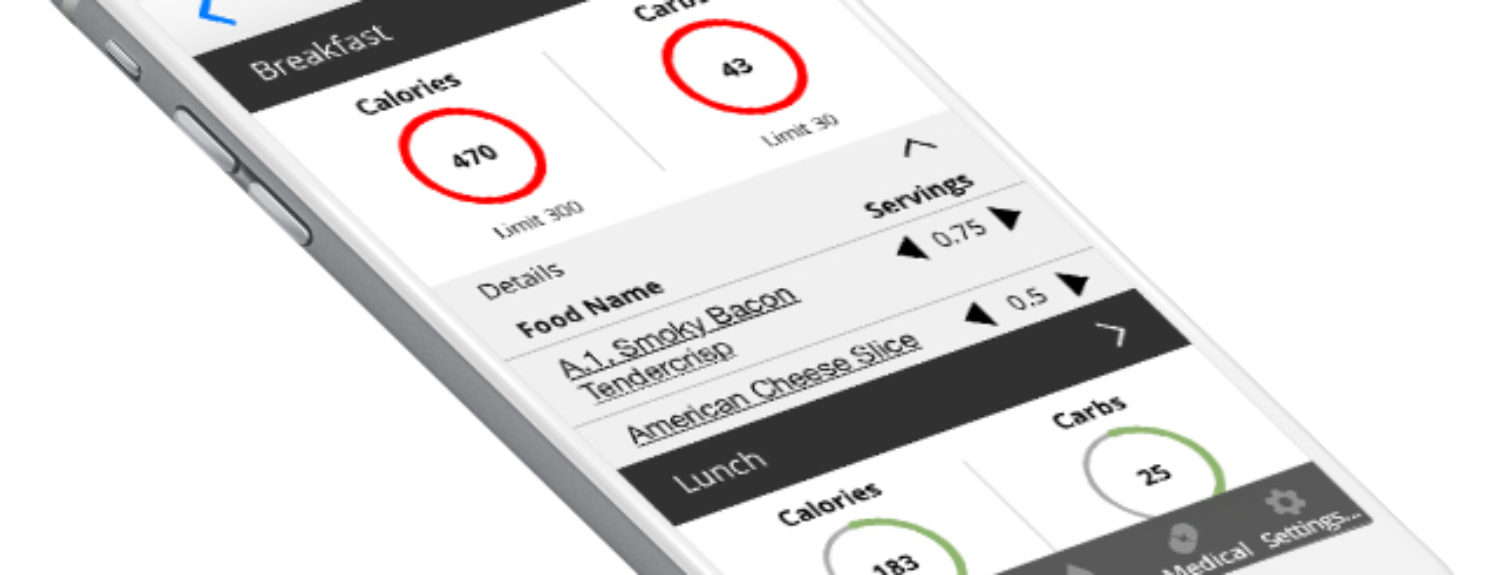 Breakfast
Calories
Carbs
470
43
Limit 300
Limit 30
Details
Food Name
Servings
A.1. Smoky Bacon
Tendercrisp
0.75
American Cheese Slice
0.5
Lunch
Calories
Carbs
183
25
Medical
Settings...